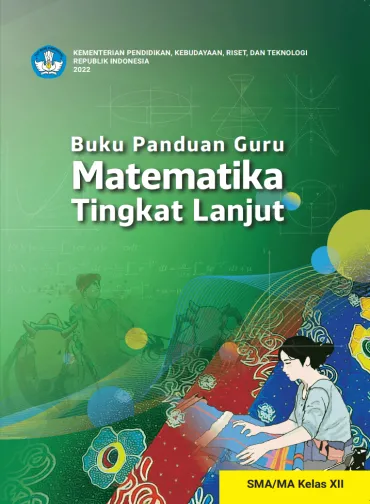 KEMENTERIAN PENDIDIKAN, KEBUDAYAAN, RISET, DAN TEKNOLOGI
REPUBLIK INDONESIA
2022
Buku Panduan Guru
Matematika
Tingkat Lanjut
SMA/MA Kelas XII